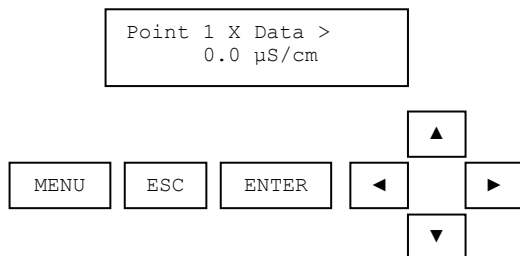 Point 1 X Data >
0.0 µS/cm
▲
MENU ESC ENTER ◄ ►
▼